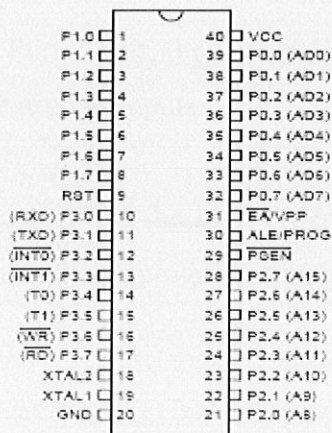 P1.0 1 40 VCC
P1.1 2 39 P0.0 (AD0)
P1.2 3 38 P0.1 (AD1)
P1.3 4 37 P0.2 (AD2)
P1.4 5 36 P0.3 (AD3)
P1.5 6 35 P0.4 (AD4)
P1.6 7 34 P0.5 (AD5)
P1.7 8 33 P0.6 (AD6)
RST 9 32 P0.7 (AD7)
(RXD) P3.0 10 31 EA/VPP
(TXD) P3.1 11 30 ALE/PROG
(INT0) P3.2 12 29 PSEN
(INT1) P3.3 13 28 P2.7 (A15)
(T0) P3.4 14 27 P2.6 (A14)
(T1) P3.5 15 26 P2.5 (A13)
(WR) P3.6 16 25 P2.4 (A12)
(RD) P3.7 17 24 P2.3 (A11)
XTAL2 18 23 P2.2 (A10)
XTAL1 19 22 P2.1 (A9)
GND 20 21 P2.0 (A8)